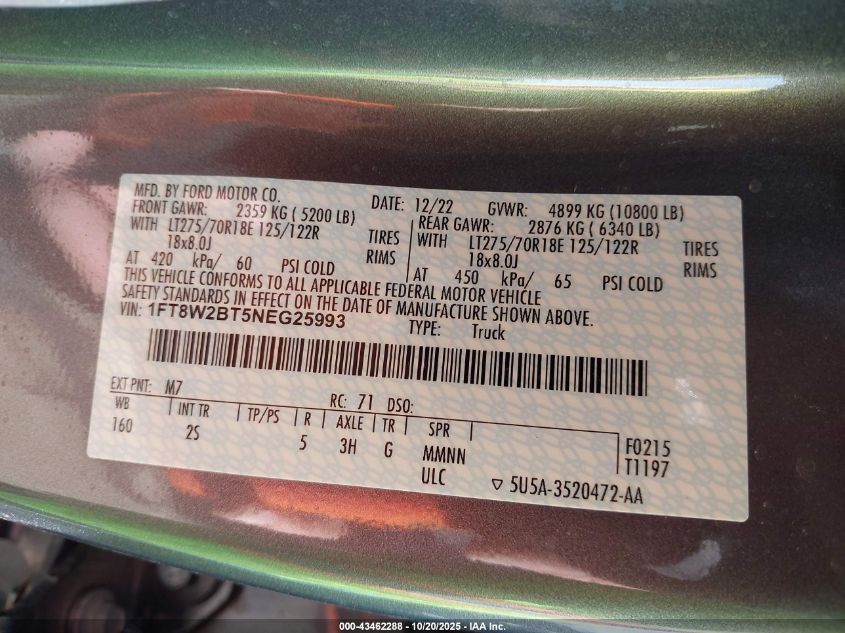 MFD. BY FORD MOTOR CO.
DATE: 12/22 GVWR: 4899 KG (10800 LB)
FRONT GAWR: 2359 KG ( 5200 LB)
WITH LT275/70R18E 125/122R TIRES
18x8.0J RIMS
AT 420 kPa/ 60 PSI COLD
REAR GAWR: 2876 KG ( 6340 LB)
WITH LT275/70R18E 125/122R TIRES
18x8.0J RIMS
AT 450 kPa/ 65 PSI COLD
THIS VEHICLE CONFORMS TO ALL APPLICABLE FEDERAL MOTOR VEHICLE
SAFETY STANDARDS IN EFFECT ON THE DATE OF MANUFACTURE SHOWN ABOVE.
VIN: 1FT8W2BT5NEG25993
TYPE: Truck
EXT PNT: M7 RC: 71 DSO:
WB INT TR TP/PS R AXLE TR SPR
160 2S 5 3H G MMNN
ULC
F0215
T1197
▽ 5U5A-3520472-AA
000-43462288 - 10/20/2025 - IAA Inc.